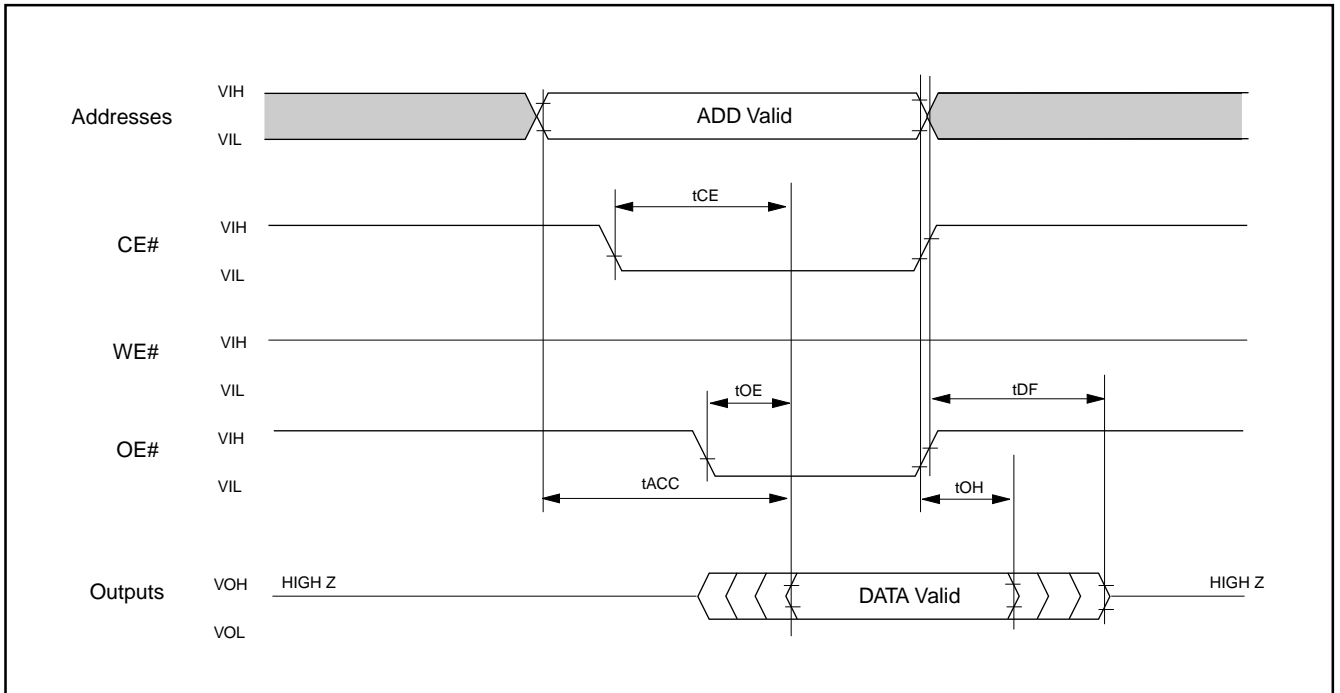 VIH
Addresses
ADD Valid
VIL
tCE
VIH
CE#
VIL
VIH
WE#
VIL
tOE
tDF
VIH
OE#
VIL
tACC
tOH
VOH
HIGH Z
HIGH Z
Outputs
DATA Valid
VOL